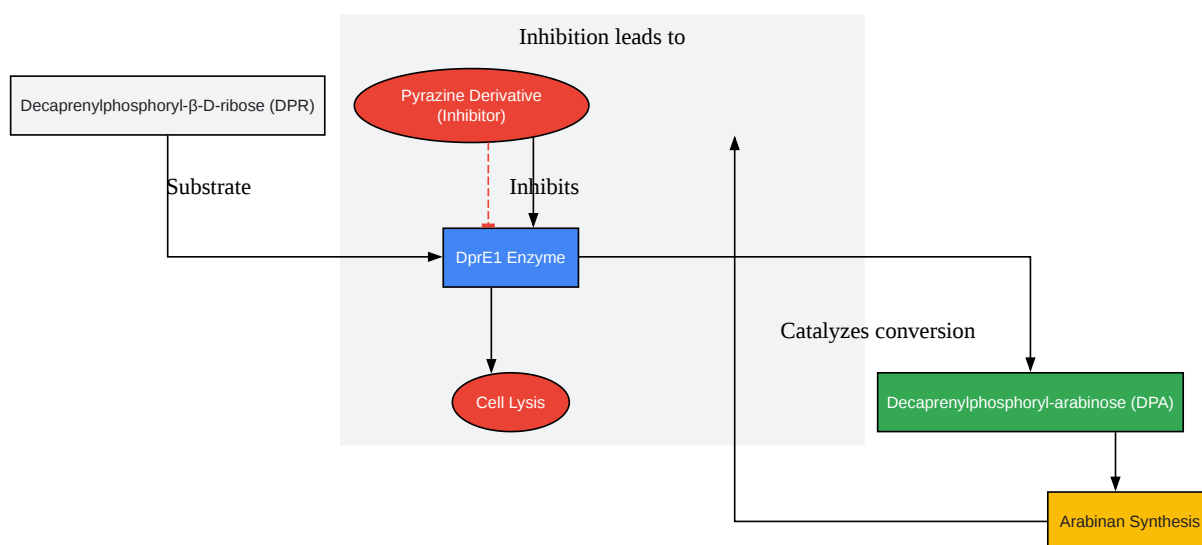 Inhibition leads to
Decaprenylphosphoryl-β-D-ribose (DPR)
Pyrazine Derivative
(Inhibitor)
Substrate
Inhibits
DprE1 Enzyme
Catalyzes conversion
Cell Lysis
Decaprenylphosphoryl-arabinose (DPA)
Arabinan Synthesis